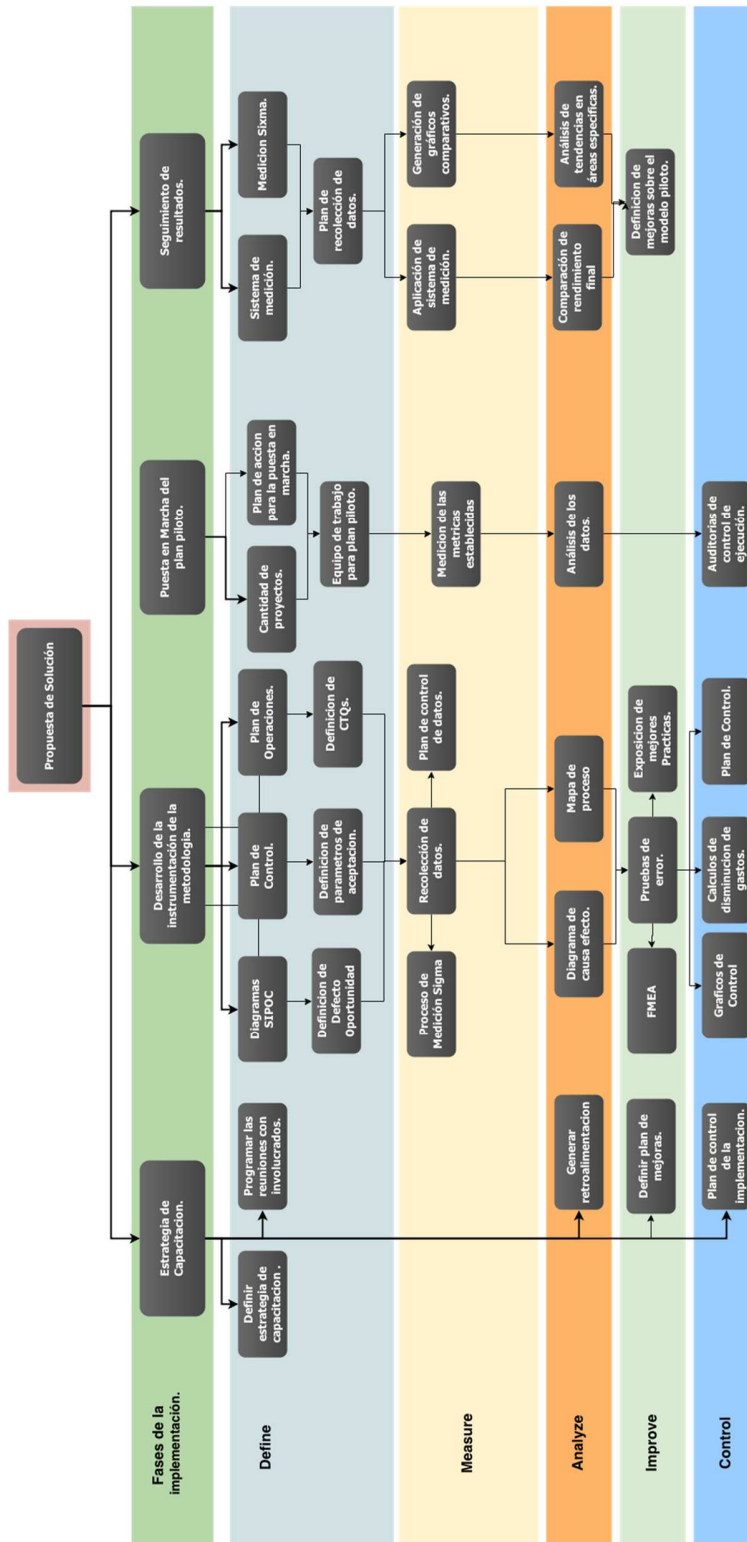 Propuesta de Solución
Fases de la
implementación.
Estrategia de
Capacitacion.
Desarrollo de la
instrumentación de la
metodologia.
Puesta en Marcha del
plan piloto.
Seguimiento de
resultados.
Define
Definir
estrategia de
capacitacion .
Programar las
reuniones con
involucrados.
Diagramas
SIPOC
Plan de
Control.
Plan de
Operaciones.
Definicion de
Defecto
Oportunidad
Definicion de
parametros de
aceptacion.
Definicion de
CTQs.
Cantidad de
proyectos.
Plan de accion
para la puesta en
marcha.
Equipo de trabajo
para plan piloto.
Sistema de
medición.
Medicion Sixma.
Plan de
recolección de
datos.
Measure
Proceso de
Medición Sigma
Recolección de
datos.
Plan de control
de datos.
Medicion de las
metricas
establecidas
Aplicación de
sistema de
medición.
Generación de
gráficos
comparativos.
Analyze
Generar
retroalimentacion
Diagrama de
causa efecto.
Mapa de
proceso
Análisis de los
datos.
Comparación de
rendimiento
final
Análisis de
tendencias en
áreas especificas.
Improve
Definir plan de
mejoras.
FMEA
Pruebas de
error.
Exposicion de
mejores
Practicas.
Definicion de
mejoras sobre el
modelo piloto.
Control
Plan de control
de la
implementacion.
Graficos de
Control
Calculos de
disminucion de
gastos.
Plan de Control.
Auditorias de
control de
ejecución.